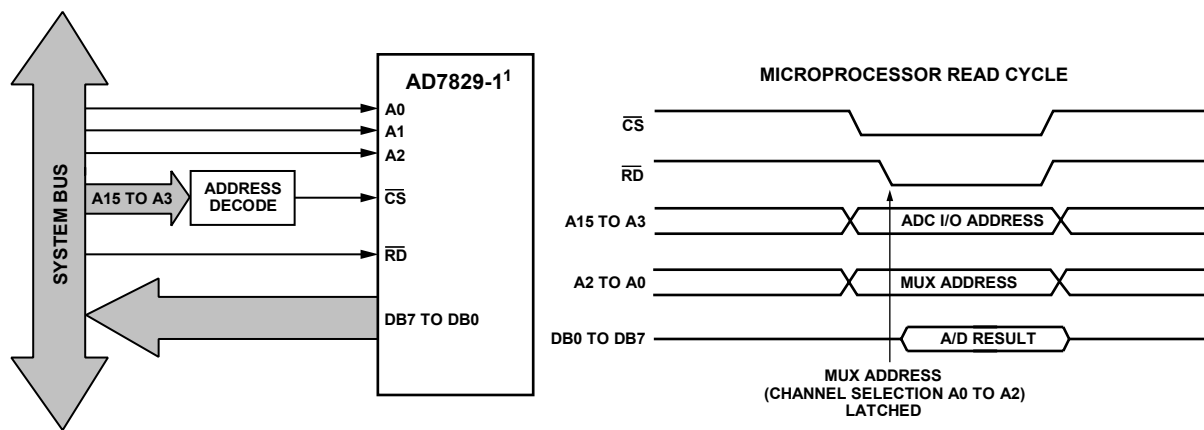 SYSTEM BUS
AD7829-1¹
A0
A1
A2
A15 TO A3
ADDRESS
DECODE
CS
RD
DB7 TO DB0
MICROPROCESSOR READ CYCLE
CS
RD
A15 TO A3
ADC I/O ADDRESS
A2 TO A0
MUX ADDRESS
DB0 TO DB7
A/D RESULT
MUX ADDRESS
(CHANNEL SELECTION A0 TO A2)
LATCHED